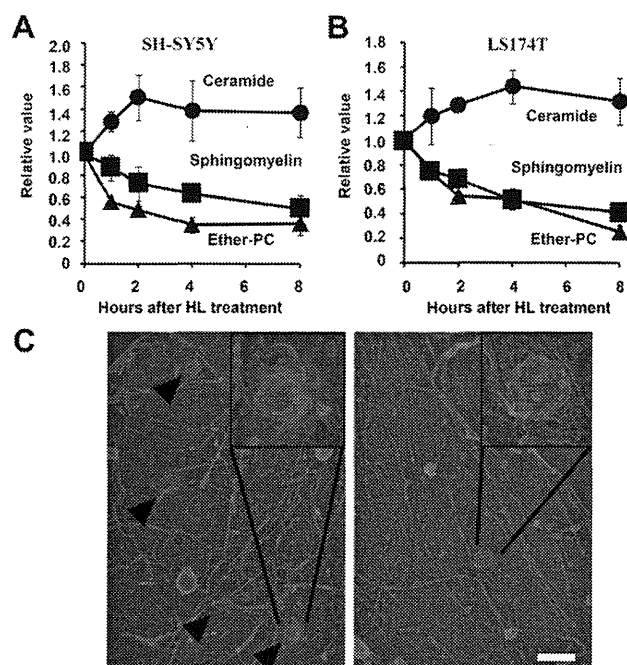 A
SH-SY5Y
2.0
1.8
1.6
1.4
1.2
1.0
0.8
0.6
0.4
0.2
0
Relative value
Ceramide
Sphingomyelin
Ether-PC
0 2 4 6 8
Hours after HL treatment
B
LS174T
1.8
1.6
1.4
1.2
1.0
0.8
0.6
0.4
0.2
0
Relative value
Ceramide
Sphingomyelin
Ether-PC
0 2 4 6 8
Hours after HL treatment
C